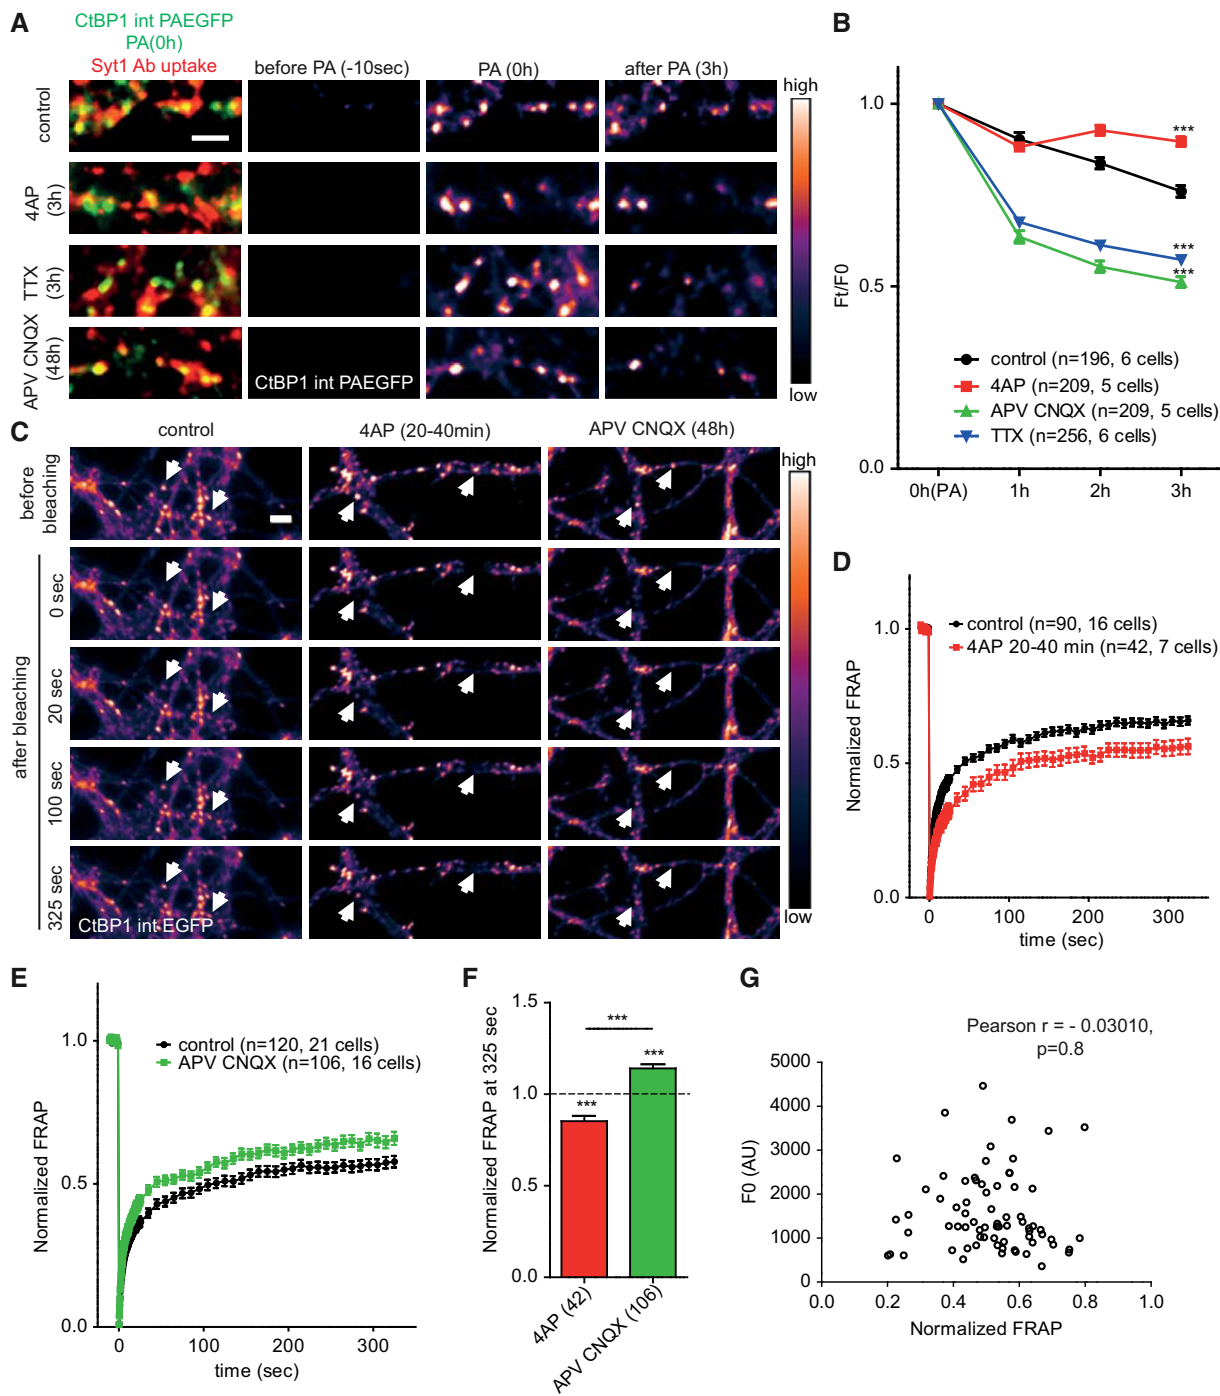 A
CtBP1 int PAEGFP
PA(0h)
Syt1 Ab uptake
before PA (-10sec)
PA (0h)
after PA (3h)
control
4AP
(3h)
TTX
(3h)
APV CNQX
(48h)
CtBP1 int PAEGFP
high
low
B
Ft/F0
1.0
0.5
0.0
0h(PA)
1h
2h
3h
***
***
***
control (n=196, 6 cells)
4AP (n=209, 5 cells)
APV CNQX (n=209, 5 cells)
TTX (n=256, 6 cells)
C
control
4AP (20-40min)
APV CNQX (48h)
before
bleaching
after bleaching
0 sec
20 sec
100 sec
325 sec
CtBP1 int EGFP
high
low
D
Normalized FRAP
1.0
0.5
0.0
0
100
200
300
time (sec)
control (n=90, 16 cells)
4AP 20-40 min (n=42, 7 cells)
E
Normalized FRAP
1.0
0.5
0.0
0
100
200
300
time (sec)
control (n=120, 21 cells)
APV CNQX (n=106, 16 cells)
F
Normalized FRAP at 325 sec
1.5
1.0
0.5
0.0
***
***
***
4AP (42)
APV CNQX (106)
G
Pearson r = - 0.03010,
p=0.8
F0 (AU)
5000
4000
3000
2000
1000
0
0.0
0.2
0.4
0.6
0.8
1.0
Normalized FRAP